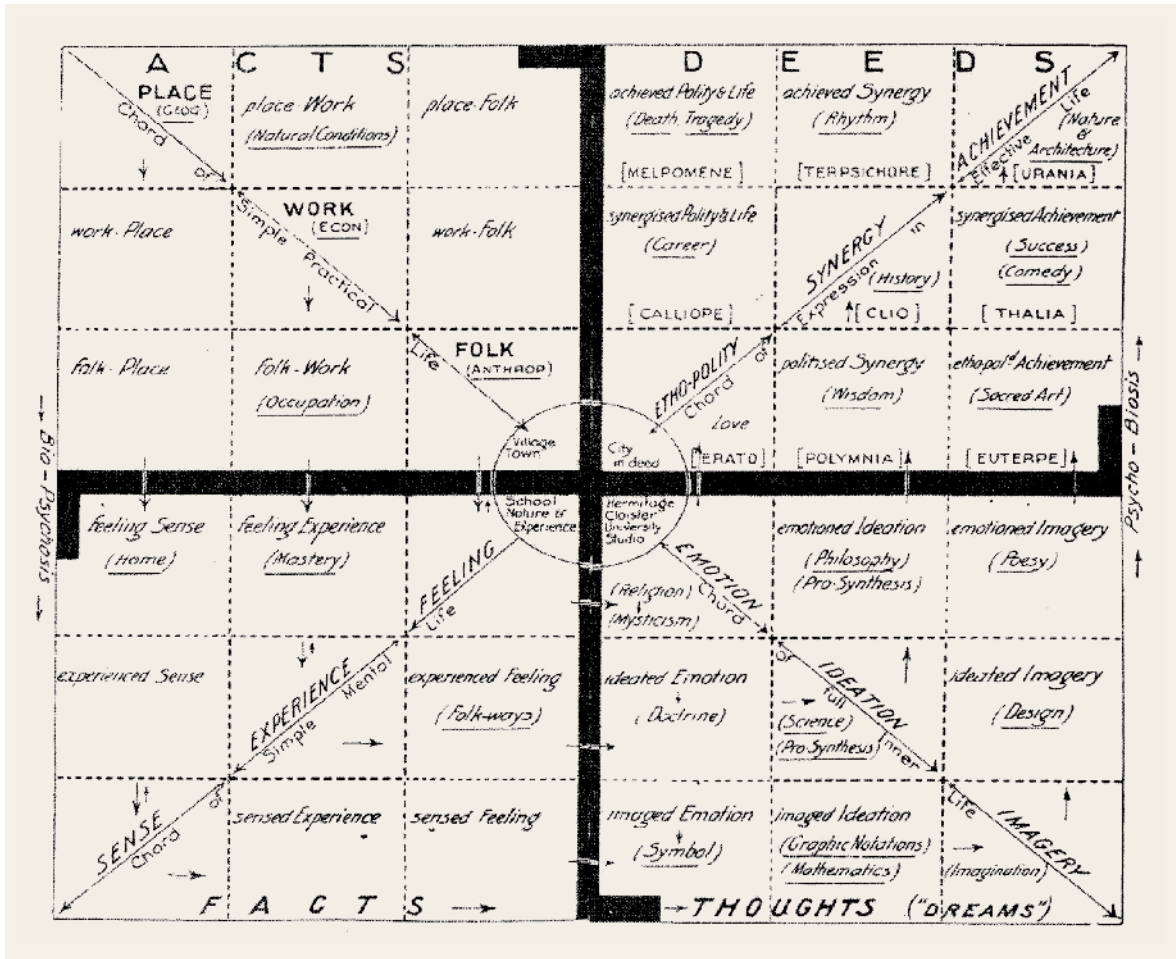 ACTS
DEEDS
PLACE
(GEOG)
Chord of
place-Work
(Natural Conditions)
place-Folk
achieved Polity & Life
(Death, Tragedy)
[MELPOMENE]
achieved Synergy
(Rhythm)
[TERPSICHORE]
ACHIEVEMENT
Effective Life
(Nature
&
Architecture)
[URANIA]
work-Place
WORK
(ECON)
Simple Practical
work-Folk
synergised Polity & Life
(Career)
[CALLIOPE]
SYNERGY
Expression in
(History)
[CLIO]
synergised Achievement
(Success)
(Comedy)
[THALIA]
folk-Place
folk-Work
(Occupation)
FOLK
(ANTHROP)
Life
Village
Town
ETHO-POLITY
Chord of
Love
City
in deed
[ERATO]
politised Synergy
(Wisdom)
[POLYMNIA]
ethopold Achievement
(Sacred Art)
[EUTERPE]
Bio-Psychosis
Psycho-Biosis
feeling Sense
(Home)
feeling Experience
(Mastery)
School
Nature &
Experience
FEELING
Life
Hermitage
Cloister
University
Studio
EMOTION
Chord
(Religion)
(Mysticism)
emotioned Ideation
(Philosophy)
(Pro-Synthesis)
emotioned Imagery
(Poesy)
experienced Sense
EXPERIENCE
Simple Mental
experienced Feeling
(Folk-ways)
ideated Emotion
(Doctrine)
IDEATION
of full Inner
(Science)
(Pro-Synthesis)
ideated Imagery
(Design)
SENSE
Chord of
sensed Experience
sensed Feeling
imaged Emotion
(Symbol)
imaged Ideation
(Graphic Notations)
(Mathematics)
IMAGERY
Life
(Imagination)
FACTS
THOUGHTS ("DREAMS")